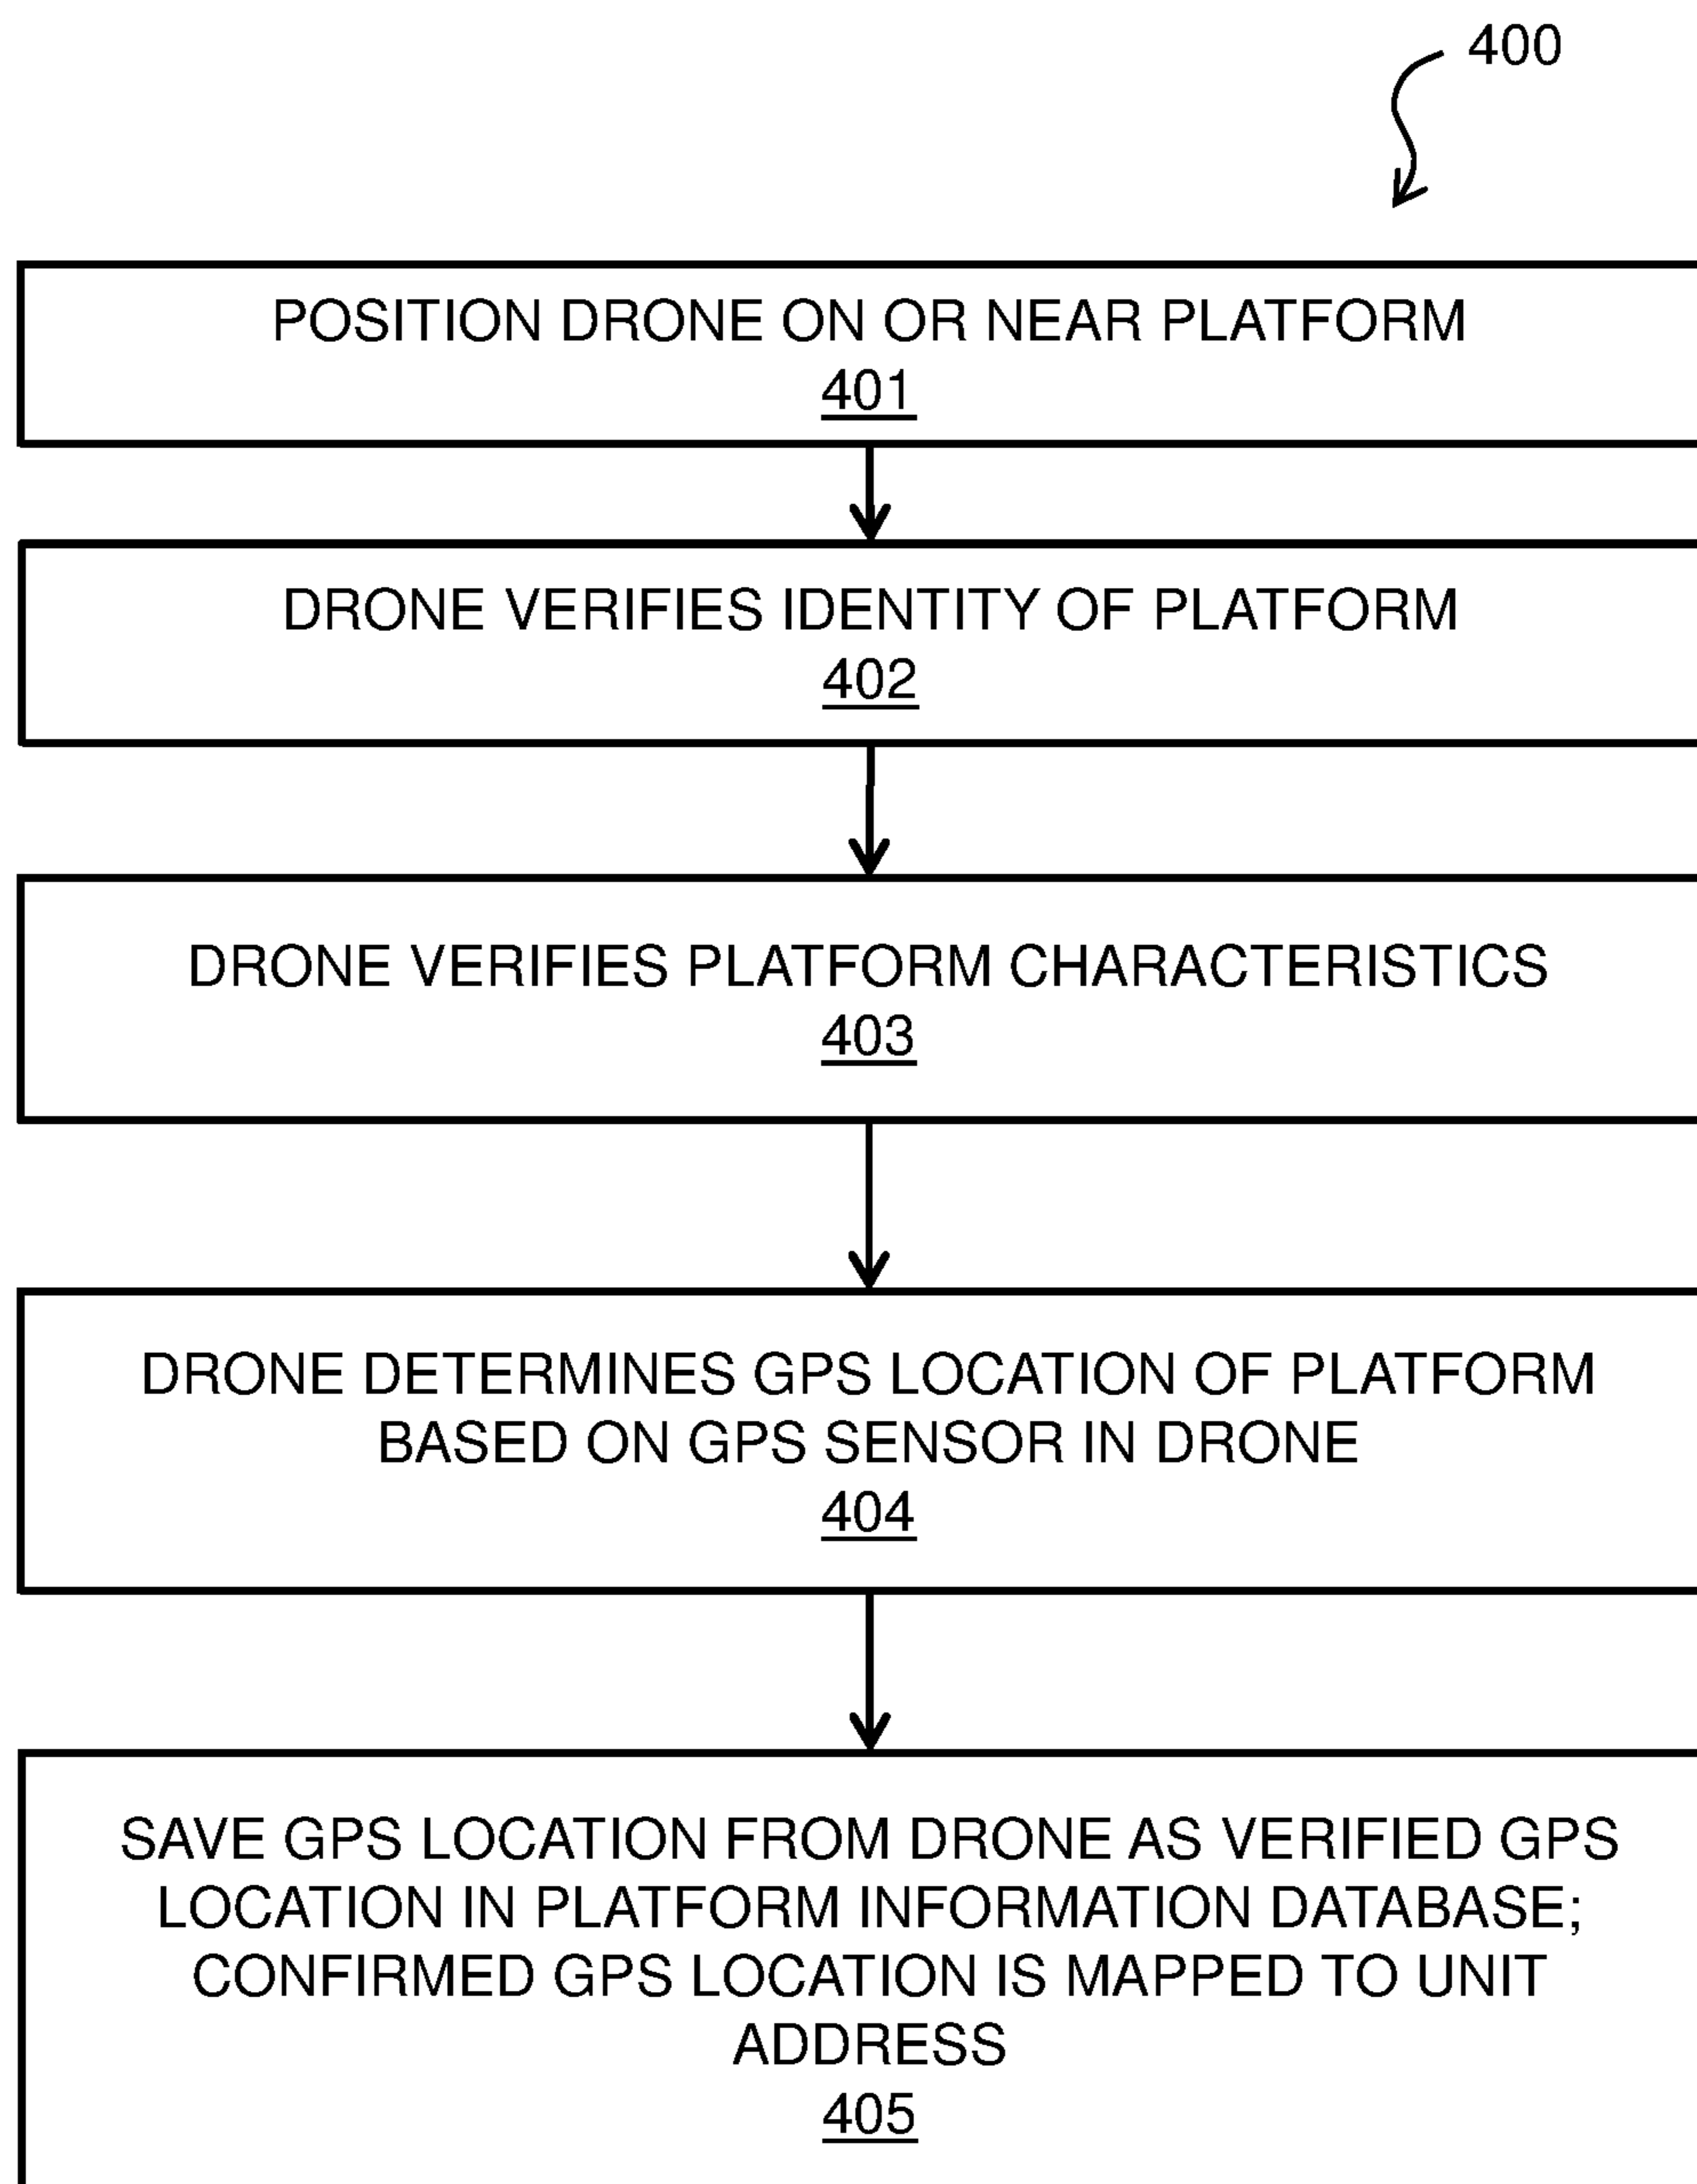 400
POSITION DRONE ON OR NEAR PLATFORM
401
DRONE VERIFIES IDENTITY OF PLATFORM
402
DRONE VERIFIES PLATFORM CHARACTERISTICS
403
DRONE DETERMINES GPS LOCATION OF PLATFORM
BASED ON GPS SENSOR IN DRONE
404
SAVE GPS LOCATION FROM DRONE AS VERIFIED GPS
LOCATION IN PLATFORM INFORMATION DATABASE;
CONFIRMED GPS LOCATION IS MAPPED TO UNIT
ADDRESS
405